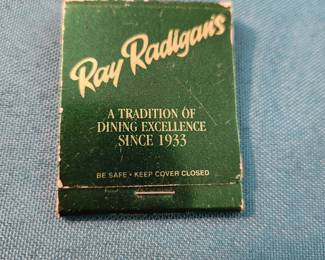 Ray Radigan's
A TRADITION OF
DINING EXCELLENCE
SINCE 1933
BE SAFE • KEEP COVER CLOSED